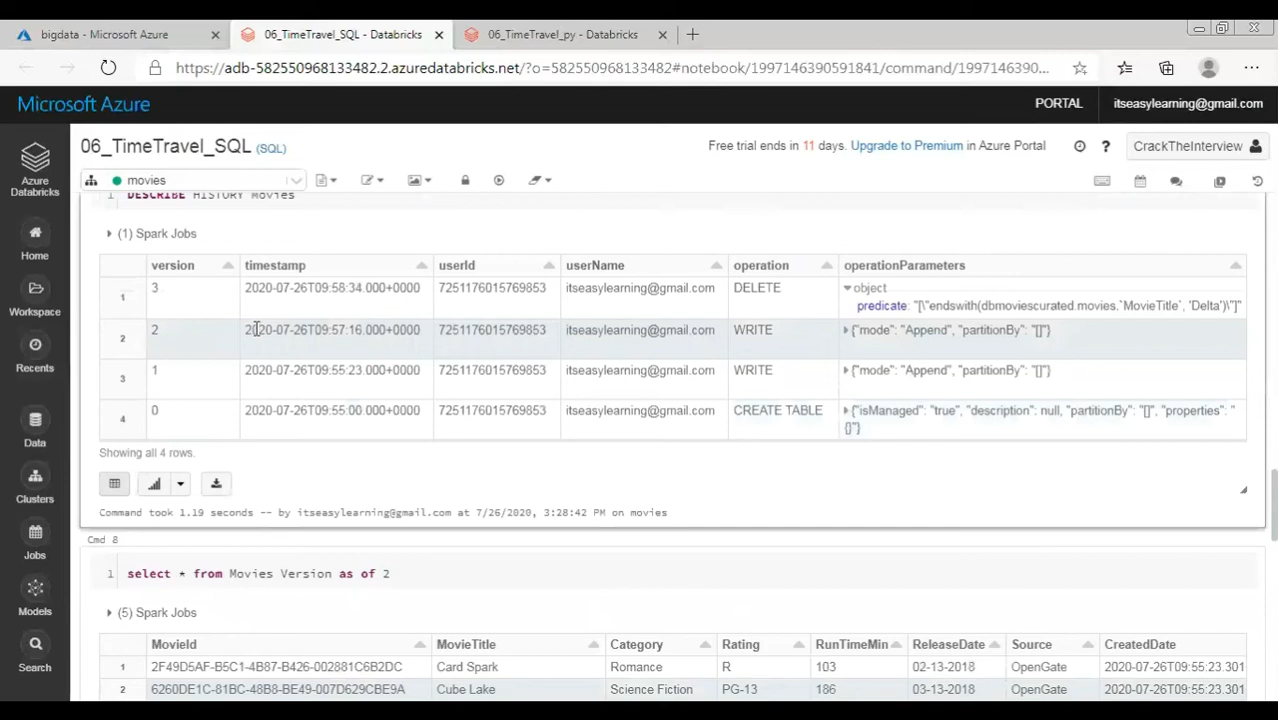 bigdata - Microsoft Azure
06_TimeTravel_SQL - Databricks
06_TimeTravel_py - Databricks
https://adb-582550968133482.2.azuredatabricks.net/?o=582550968133482#notebook/1997146390591841/command/19971463​90...
Microsoft Azure
PORTAL
itseasylearning@gmail.com
Azure Databricks
06_TimeTravel_SQL (SQL)
Free trial ends in 11 days. Upgrade to Premium in Azure Portal
?
CrackTheInterview
movies
Home
Workspace
Recents
Data
Clusters
Jobs
Models
Search
1 DESCRIBE HISTORY Movies
(1) Spark Jobs
version timestamp userId userName operation operationParameters
1 3 2020-07-26T09:58:34.000+0000 7251176015769853 itseasylearning@gmail.com DELETE object
predicate: "[\"endswith(dbmoviescurated.movies.`MovieTitle`, 'Delta')\"]"
2 2 2020-07-26T09:57:16.000+0000 7251176015769853 itseasylearning@gmail.com WRITE {"mode": "Append", "partitionBy": "[]"}
3 1 2020-07-26T09:55:23.000+0000 7251176015769853 itseasylearning@gmail.com WRITE {"mode": "Append", "partitionBy": "[]"}
4 0 2020-07-26T09:55:00.000+0000 7251176015769853 itseasylearning@gmail.com CREATE TABLE {"isManaged": "true", "description": null, "partitionBy": "[]", "properties": "
{}"}
Showing all 4 rows.
Command took 1.19 seconds -- by itseasylearning@gmail.com at 7/26/2020, 3:28:42 PM on movies
Cmd 8
1 select * from Movies Version as of 2
(5) Spark Jobs
MovieId MovieTitle Category Rating RunTimeMin ReleaseDate Source CreatedDate
1 2F49D5AF-B5C1-4B87-B426-002881C6B2DC Card Spark Romance R 103 02-13-2018 OpenGate 2020-07-26T09:55:23.301
2 6260DE1C-81BC-48B8-BE49-007D629CBE9A Cube Lake Science Fiction PG-13 186 03-13-2018 OpenGate 2020-07-26T09:55:23.301